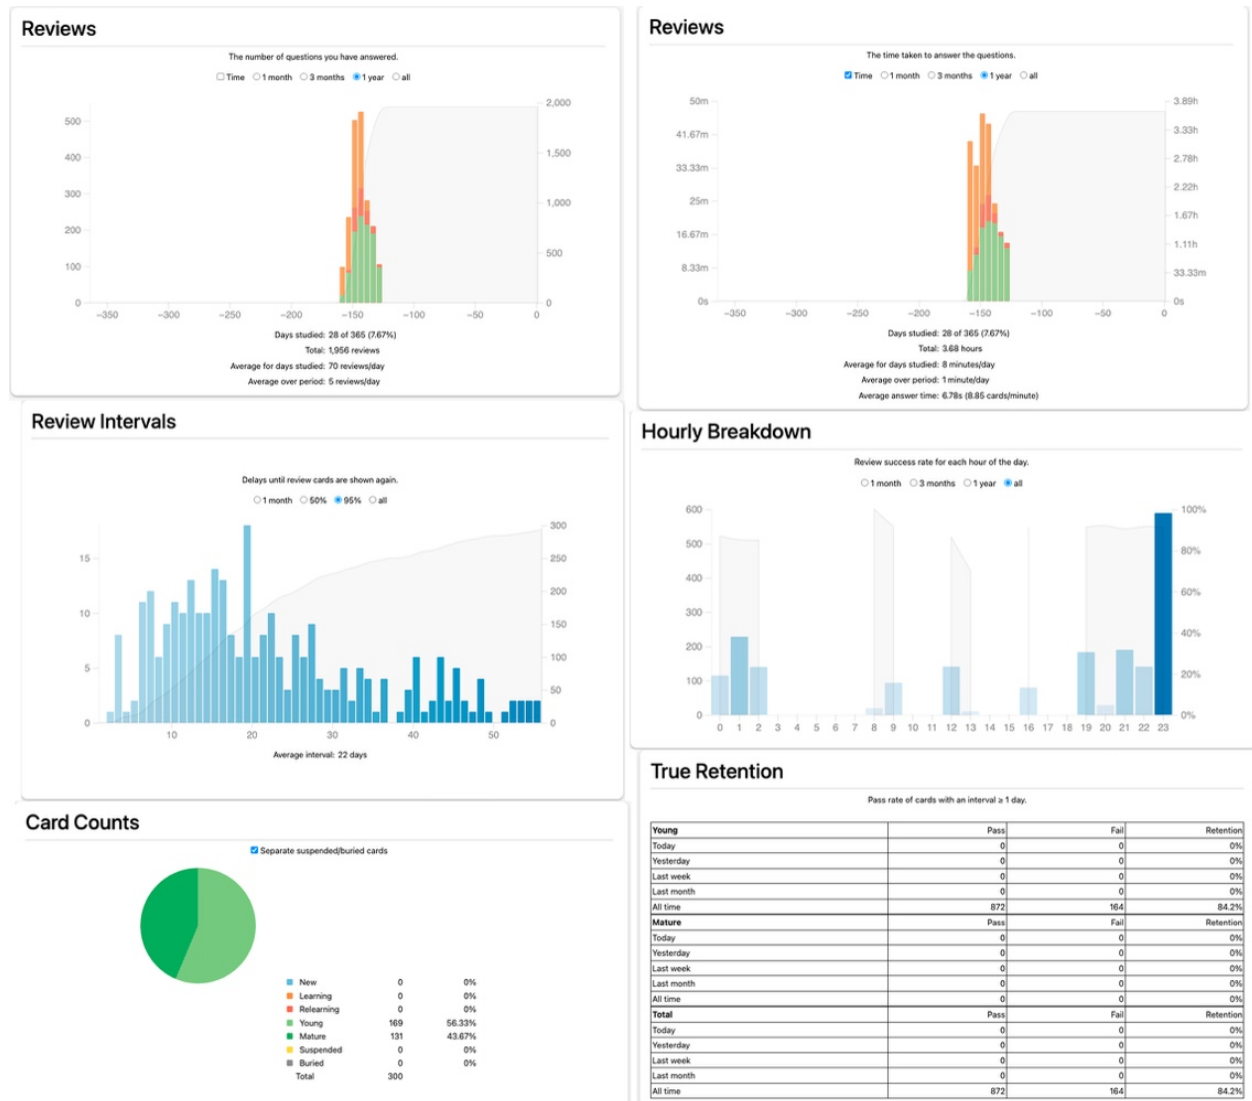 Reviews
The number of questions you have answered.
Time 1 month 3 months 1 year all
500
400
300
200
100
0
2,000
1,500
1,000
500
0
−350 −300 −250 −200 −150 −100 −50 0
Days studied: 28 of 365 (7.67%)
Total: 1,956 reviews
Average for days studied: 70 reviews/day
Average over period: 5 reviews/day
Reviews
The time taken to answer the questions.
Time 1 month 3 months 1 year all
50m
41.67m
33.33m
25m
16.67m
8.33m
0s
3.89h
3.33h
2.78h
2.22h
1.67h
1.11h
33.33m
0s
−350 −300 −250 −200 −150 −100 −50 0
Days studied: 28 of 365 (7.67%)
Total: 3.68 hours
Average for days studied: 8 minutes/day
Average over period: 1 minute/day
Average answer time: 6.78s (8.85 cards/minute)
Review Intervals
Delays until review cards are shown again.
1 month 50% 95% all
15
10
5
0
300
250
200
150
100
50
0
10 20 30 40 50
Average interval: 22 days
Hourly Breakdown
Review success rate for each hour of the day.
1 month 3 months 1 year all
600
500
400
300
200
100
0
100%
80%
60%
40%
20%
0%
0 1 2 3 4 5 6 7 8 9 10 11 12 13 14 15 16 17 18 19 20 21 22 23
Card Counts
Separate suspended/buried cards
New 0 0%
Learning 0 0%
Relearning 0 0%
Young 169 56.33%
Mature 131 43.67%
Suspended 0 0%
Buried 0 0%
Total 300
True Retention
Pass rate of cards with an interval ≥ 1 day.
Young Pass Fail Retention
Today 0 0 0%
Yesterday 0 0 0%
Last week 0 0 0%
Last month 0 0 0%
All time 872 164 84.2%
Mature Pass Fail Retention
Today 0 0 0%
Yesterday 0 0 0%
Last week 0 0 0%
Last month 0 0 0%
All time 0 0 0%
Total Pass Fail Retention
Today 0 0 0%
Yesterday 0 0 0%
Last week 0 0 0%
Last month 0 0 0%
All time 872 164 84.2%